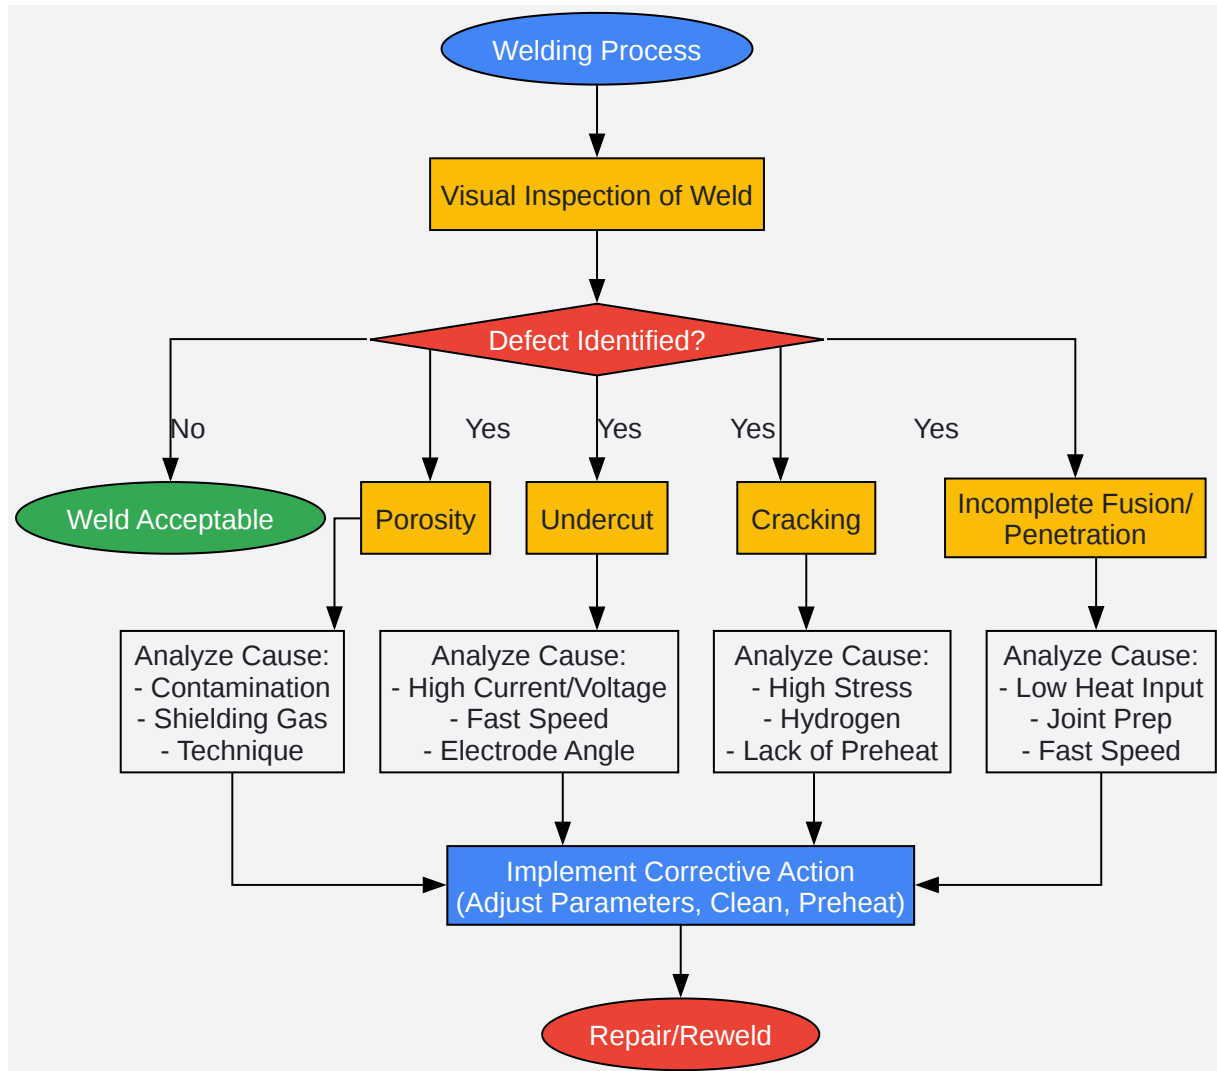 Welding Process
Visual Inspection of Weld
Defect Identified?
No
Yes
Yes
Yes
Yes
Weld Acceptable
Porosity
Undercut
Cracking
Incomplete Fusion/
Penetration
Analyze Cause:
- Contamination
- Shielding Gas
- Technique
Analyze Cause:
- High Current/Voltage
- Fast Speed
- Electrode Angle
Analyze Cause:
- High Stress
- Hydrogen
- Lack of Preheat
Analyze Cause:
- Low Heat Input
- Joint Prep
- Fast Speed
Implement Corrective Action
(Adjust Parameters, Clean, Preheat)
Repair/Reweld